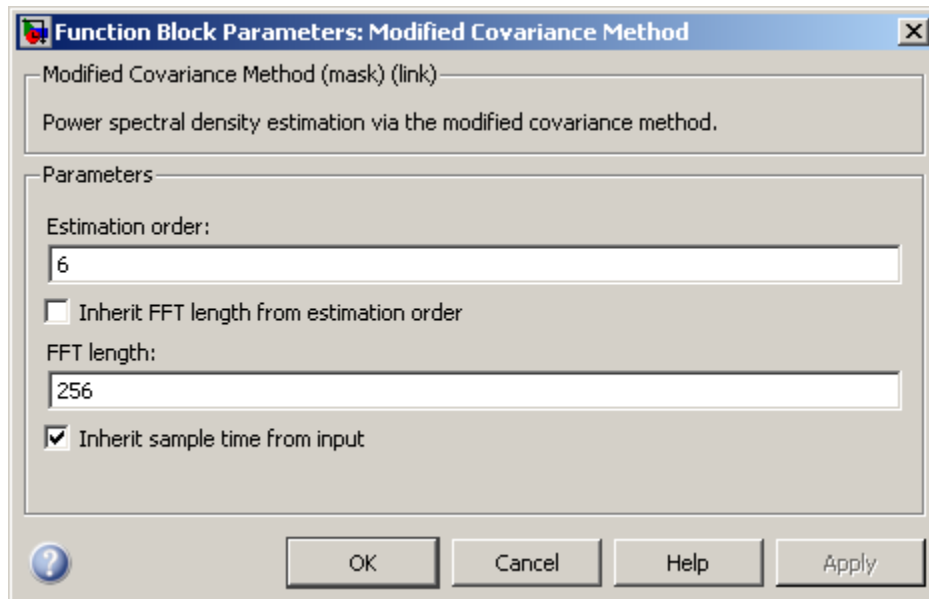 Function Block Parameters: Modified Covariance Method
Modified Covariance Method (mask) (link)
Power spectral density estimation via the modified covariance method.
Parameters
Estimation order:
6
Inherit FFT length from estimation order
FFT length:
256
Inherit sample time from input
OK Cancel Help Apply